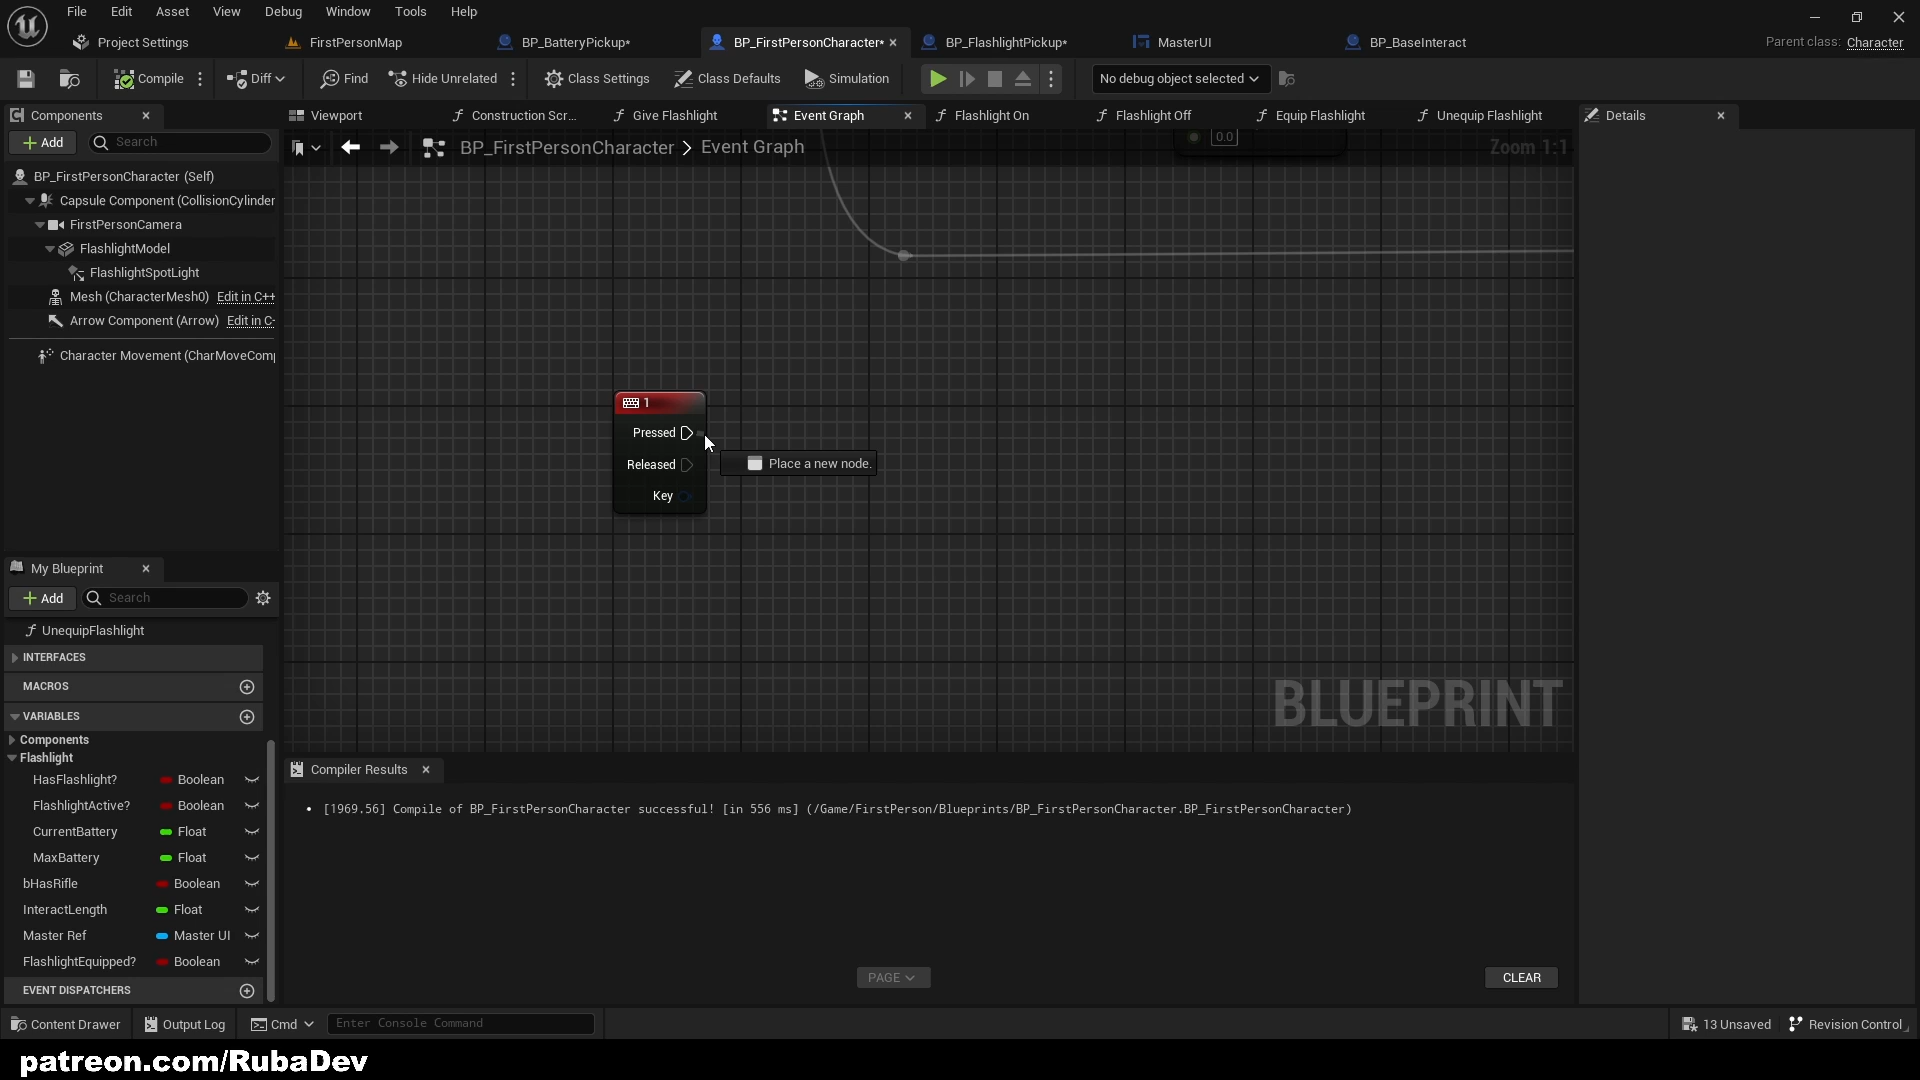 File Edit Asset View Debug Window Tools Help
Project Settings FirstPersonMap BP_BatteryPickup* BP_FirstPersonCharacter* BP_FlashlightPickup* MasterUI BP_BaseInteract Parent class: Character
Compile Diff Find Hide Unrelated Class Settings Class Defaults Simulation No debug object selected
Components Viewport Construction Scr... Give Flashlight Event Graph Flashlight On Flashlight Off Equip Flashlight Unequip Flashlight Details
Add Search BP_FirstPersonCharacter > Event Graph 0.0 Zoom 1:1
BP_FirstPersonCharacter (Self)
Capsule Component (CollisionCylinder
FirstPersonCamera
FlashlightModel
FlashlightSpotLight
Mesh (CharacterMesh0) Edit in C++
Arrow Component (Arrow) Edit in C-
Character Movement (CharMoveComp
1
Pressed
Released
Key
Place a new node.
BLUEPRINT
My Blueprint
Add Search
UnequipFlashlight
INTERFACES
MACROS
VARIABLES
Components
Flashlight
HasFlashlight? Boolean
FlashlightActive? Boolean
CurrentBattery Float
MaxBattery Float
bHasRifle Boolean
InteractLength Float
Master Ref Master UI
FlashlightEquipped? Boolean
EVENT DISPATCHERS
Compiler Results
• [1969.56] Compile of BP_FirstPersonCharacter successful! [in 556 ms] (/Game/FirstPerson/Blueprints/BP_FirstPersonCharacter.BP_FirstPersonCharacter)
PAGE CLEAR
Content Drawer Output Log Cmd Enter Console Command 13 Unsaved Revision Control
patreon.com/RubaDev